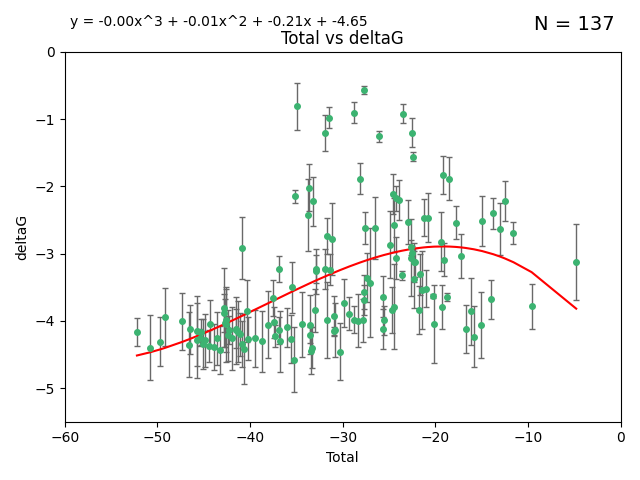 y = -0.00x^3 + -0.01x^2 + -0.21x + -4.65
N = 137
Total vs deltaG
deltaG
0
−1
−2
−3
−4
−5
−60 −50 −40 −30 −20 −10 0
Total